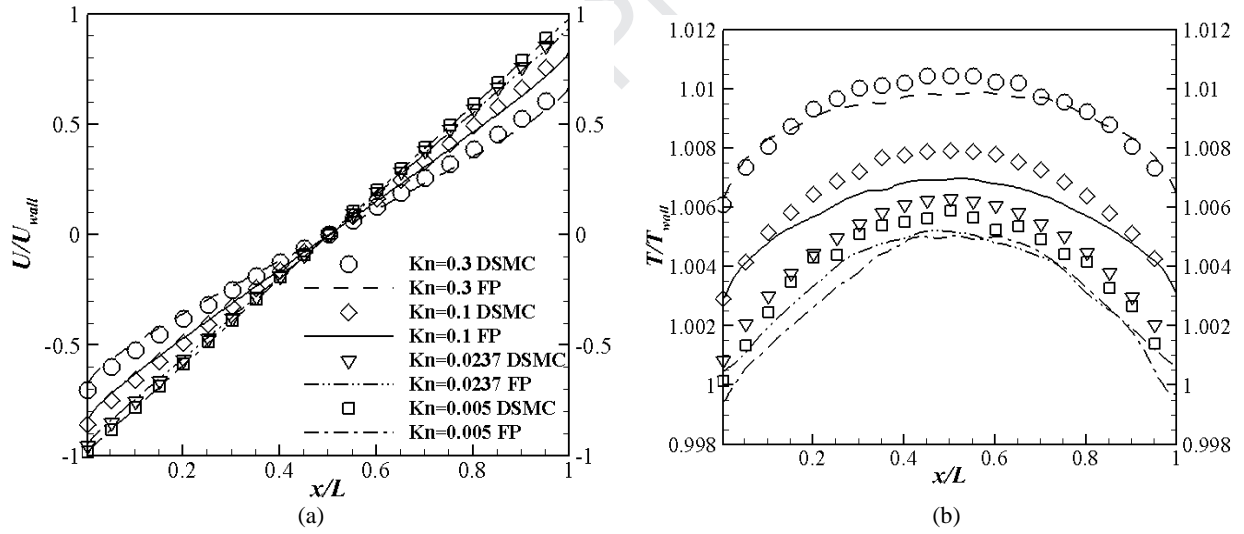 1
0.5
0
-0.5
-1
U/U_wall
1
0.5
0
-0.5
-1
0.2
0.4
0.6
0.8
1
x/L
Kn=0.3 DSMC
Kn=0.3 FP
Kn=0.1 DSMC
Kn=0.1 FP
Kn=0.0237 DSMC
Kn=0.0237 FP
Kn=0.005 DSMC
Kn=0.005 FP
(a)
1.012
1.01
1.008
1.006
1.004
1.002
1
0.998
T/T_wall
1.012
1.01
1.008
1.006
1.004
1.002
1
0.998
0.2
0.4
0.6
0.8
1
x/L
(b)